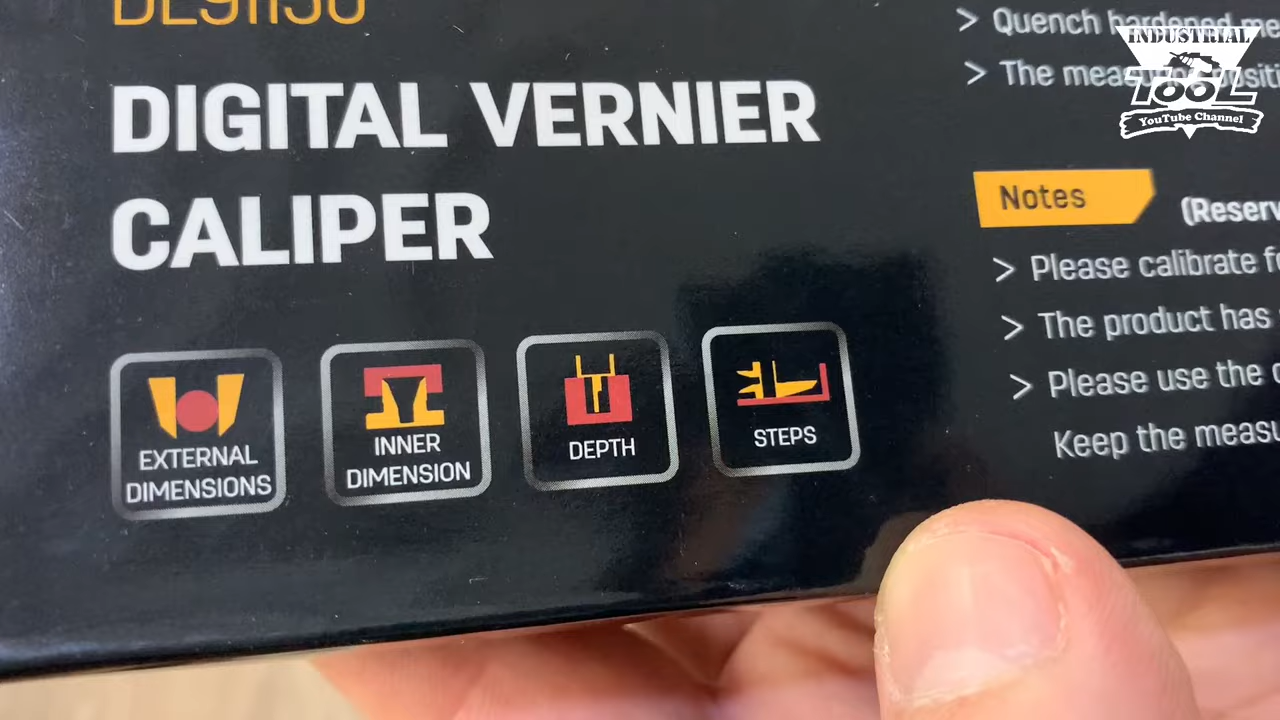 DIGITAL VERNIER
CALIPER
EXTERNAL
DIMENSIONS
INNER
DIMENSION
DEPTH
STEPS
> Quench hardened
> The
Notes
> Please calibrate
> The product has
> Please use the
Keep the
INDUSTRIAL
TOOL
YouTube Channel